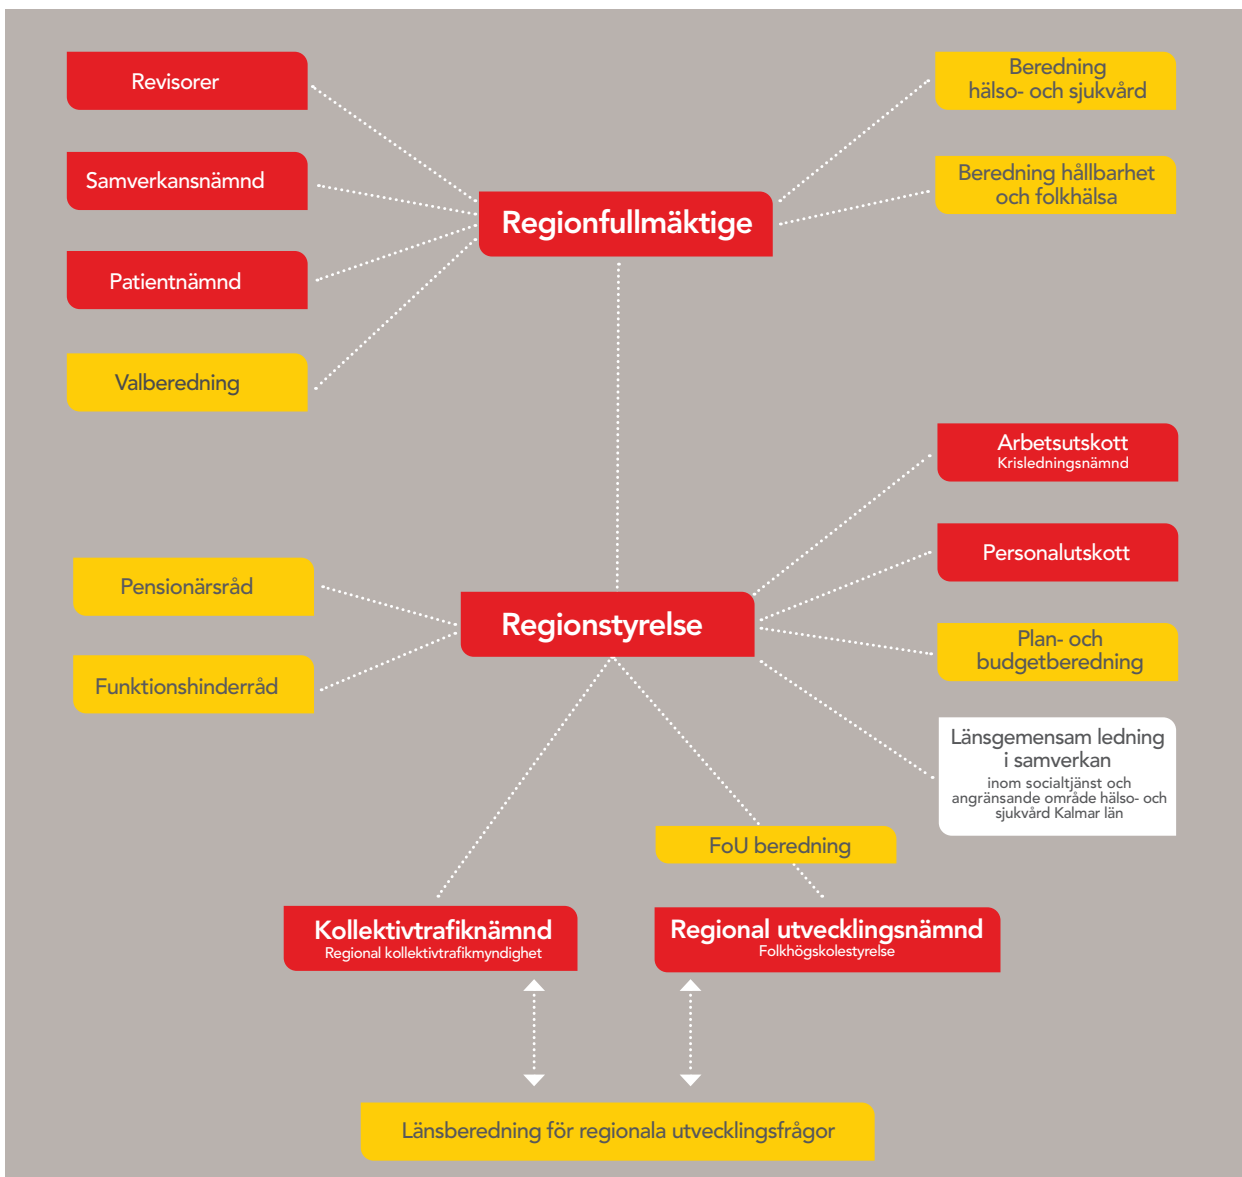 Revisorer
Samverkansnämnd
Patientnämnd
Valberedning
Beredning
hälso- och sjukvård
Beredning hållbarhet
och folkhälsa
Regionfullmäktige
Arbetsutskott
Krisledningsnämnd
Personalutskott
Plan- och
budgetberedning
Länsgemensam ledning
i samverkan
inom socialtjänst och
angränsande område hälso- och
sjukvård Kalmar län
Pensionärsråd
Funktionshinderråd
Regionstyrelse
FoU beredning
Kollektivtrafiknämnd
Regional kollektivtrafikmyndighet
Regional utvecklingsnämnd
Folkhögskolestyrelse
Länsberedning för regionala utvecklingsfrågor